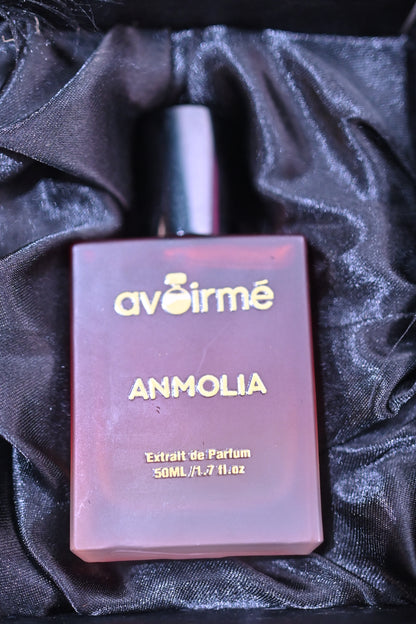 avoirmé
ANMOLIA
Extrait de Parfum
50ML //1.7 fl.oz